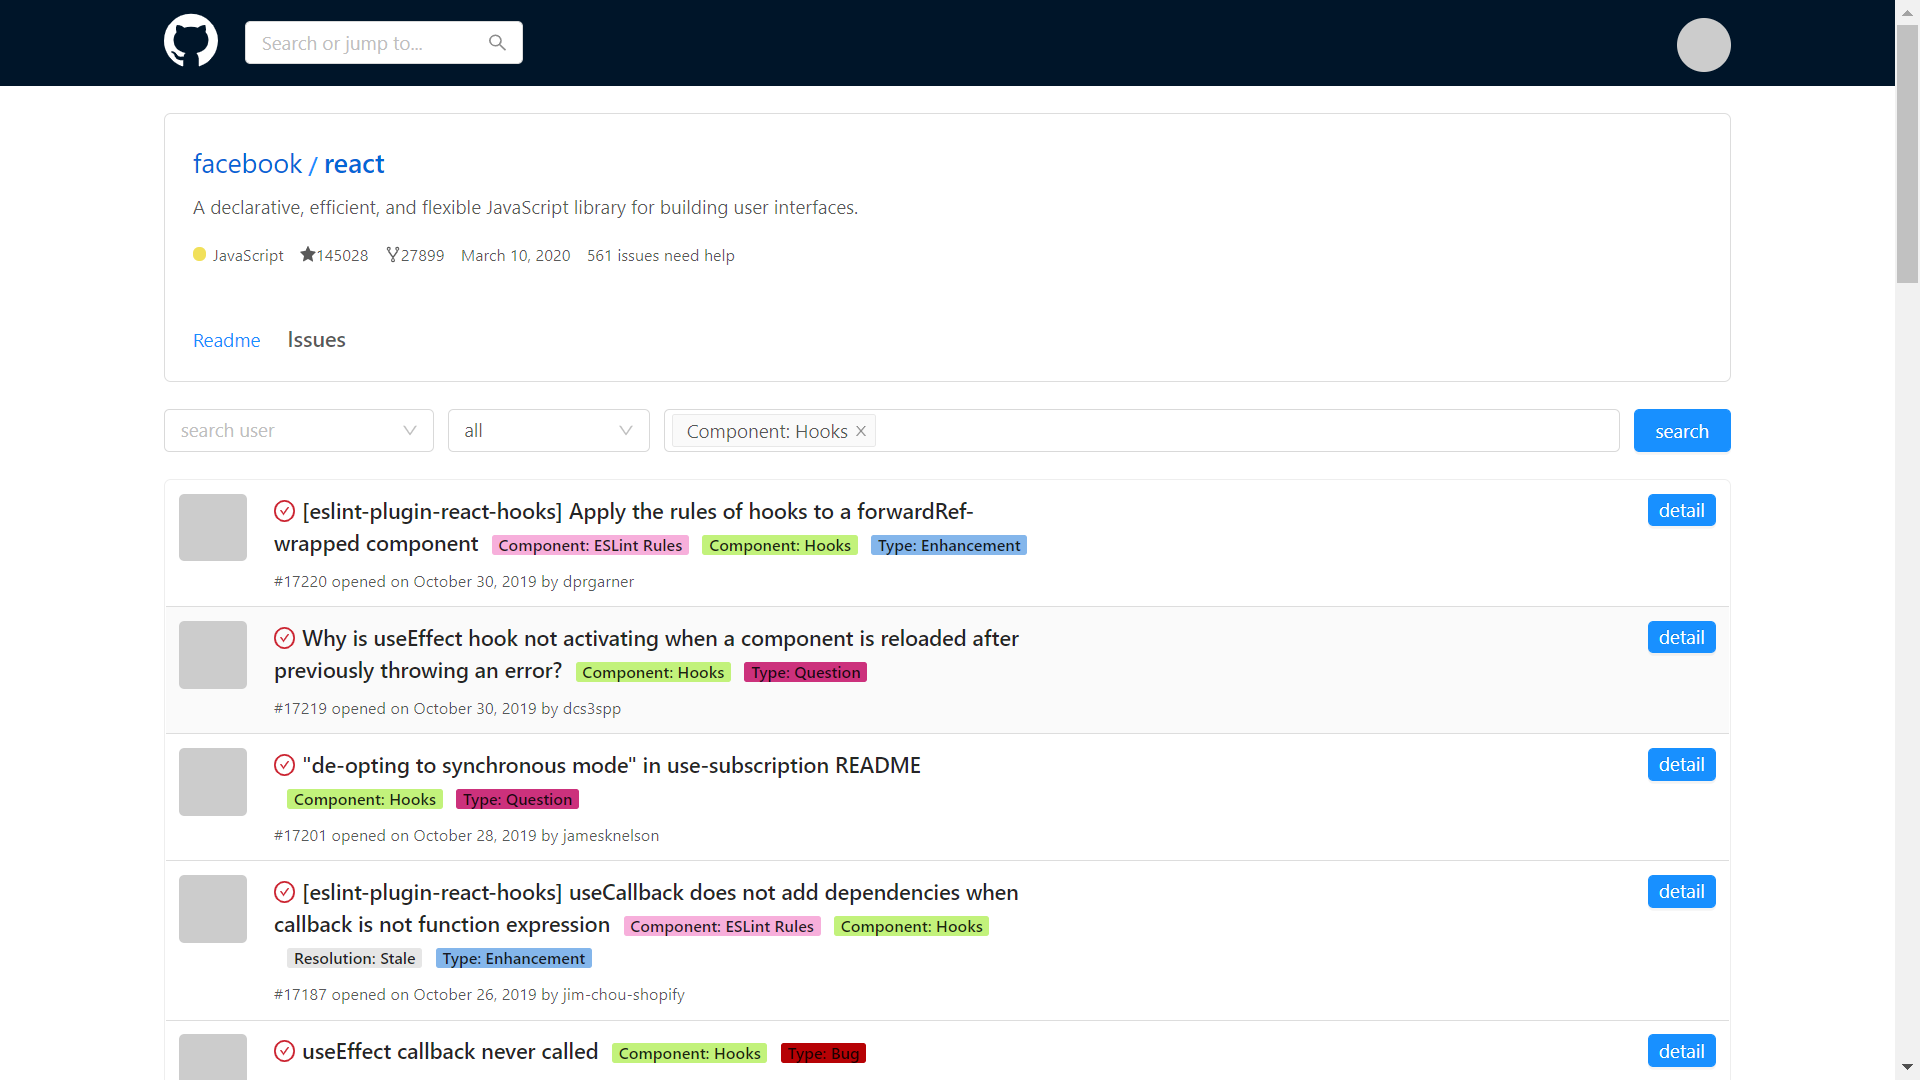 Search or jump to...
facebook / react
A declarative, efficient, and flexible JavaScript library for building user interfaces.
JavaScript 145028 27899 March 10, 2020 561 issues need help
Readme Issues
search user all Component: Hooks search
[eslint-plugin-react-hooks] Apply the rules of hooks to a forwardRef- detail
wrapped component Component: ESLint Rules Component: Hooks Type: Enhancement
#17220 opened on October 30, 2019 by dprgarner
Why is useEffect hook not activating when a component is reloaded after detail
previously throwing an error? Component: Hooks Type: Question
#17219 opened on October 30, 2019 by dcs3spp
"de-opting to synchronous mode" in use-subscription README detail
Component: Hooks Type: Question
#17201 opened on October 28, 2019 by jamesknelson
[eslint-plugin-react-hooks] useCallback does not add dependencies when detail
callback is not function expression Component: ESLint Rules Component: Hooks
Resolution: Stale Type: Enhancement
#17187 opened on October 26, 2019 by jim-chou-shopify
useEffect callback never called Component: Hooks Type: Bug detail